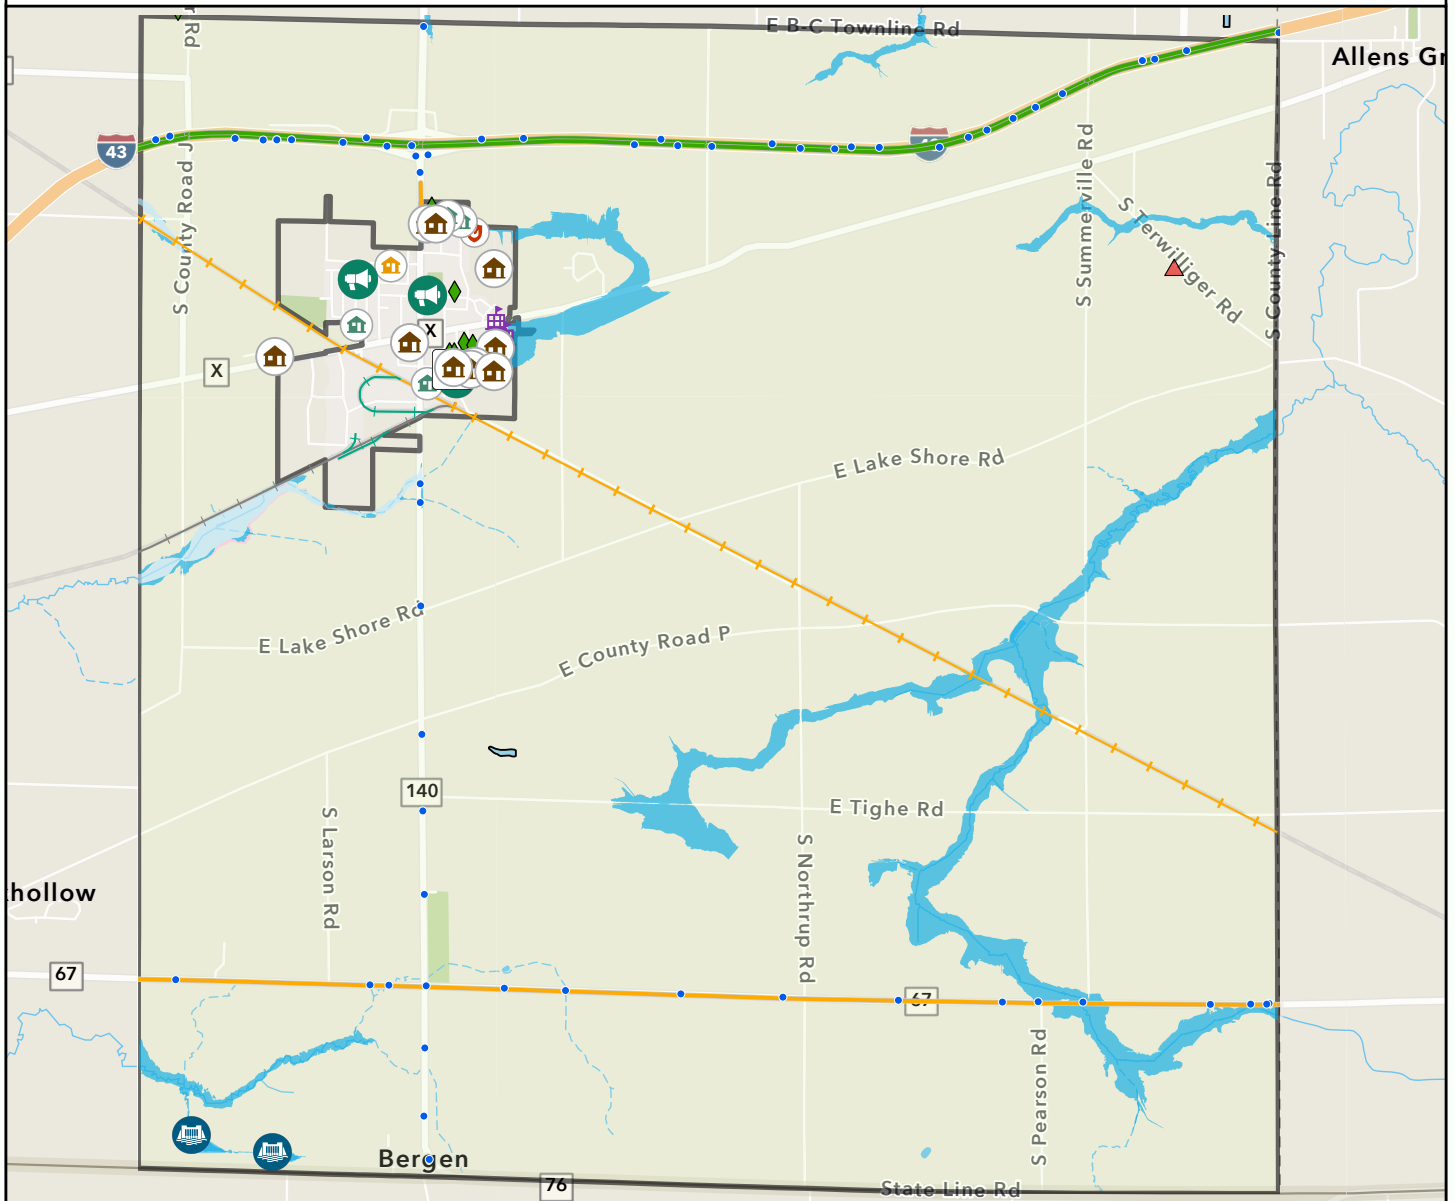 E B-C Townline Rd
Allens Gr
Rd
43
S County Road J
S Summerville Rd
S Terwilliger Rd
S County Line Rd
X
X
E Lake Shore Rd
E Lake Shore Rd
E County Road P
140
E Tighe Rd
S Larson Rd
S Northrup Rd
hollow
67
67
S Pearson Rd
Bergen
76
State Line Rd